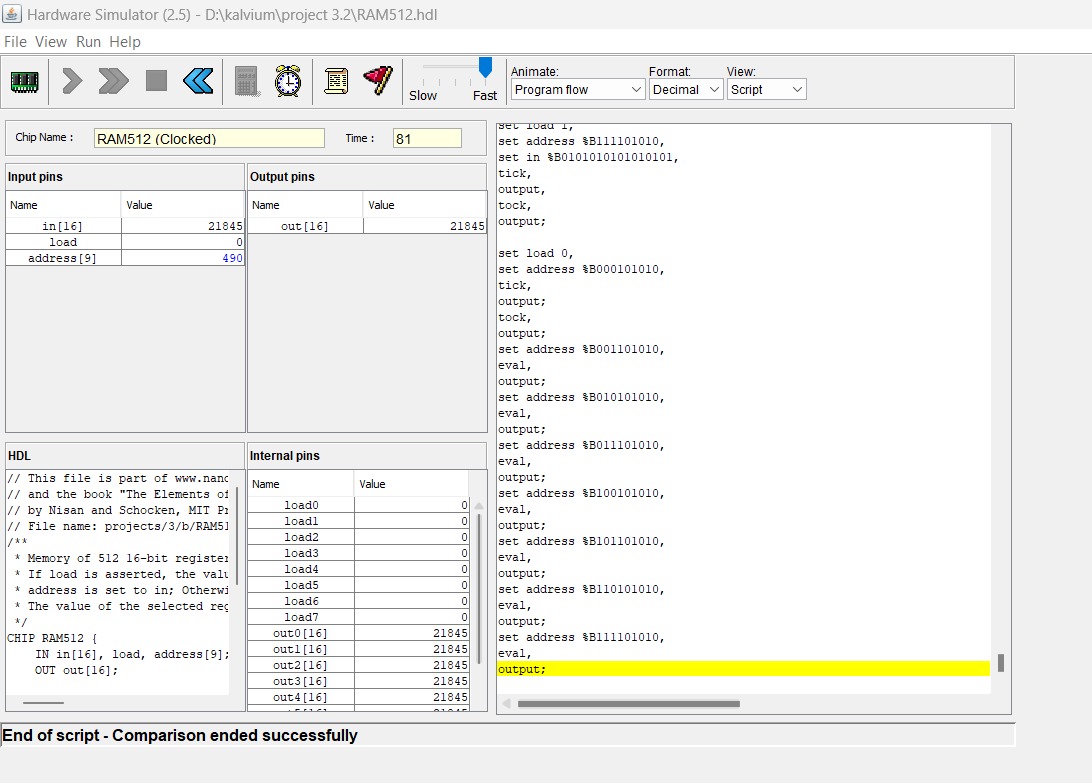 Hardware Simulator (2.5) - D:\kalvium\project 3.2\RAM512.hdl
File View Run Help
Slow Fast
Animate:
Program flow
Format:
Decimal
View:
Script
Chip Name : RAM512 (Clocked) Time : 81
Input pins
Name Value
in[16] 21845
load 0
address[9] 490
Output pins
Name Value
out[16] 21845
HDL
// This file is part of www.nand
// and the book "The Elements of
// by Nisan and Schocken, MIT Pr
// File name: projects/3/b/RAM51
/**
* Memory of 512 16-bit register
* If load is asserted, the valu
* address is set to in; Otherwi
* The value of the selected reg
*/
CHIP RAM512 {
IN in[16], load, address[9];
OUT out[16];
Internal pins
Name Value
load0 0
load1 0
load2 0
load3 0
load4 0
load5 0
load6 0
load7 0
out0[16] 21845
out1[16] 21845
out2[16] 21845
out3[16] 21845
out4[16] 21845
set load 1,
set address %B111101010,
set in %B0101010101010101,
tick,
output,
tock,
output;
set load 0,
set address %B000101010,
tick,
output;
tock,
output;
set address %B001101010,
eval,
output;
set address %B010101010,
eval,
output;
set address %B011101010,
eval,
output;
set address %B100101010,
eval,
output;
set address %B101101010,
eval,
output;
set address %B110101010,
eval,
output;
set address %B111101010,
eval,
output;
End of script - Comparison ended successfully